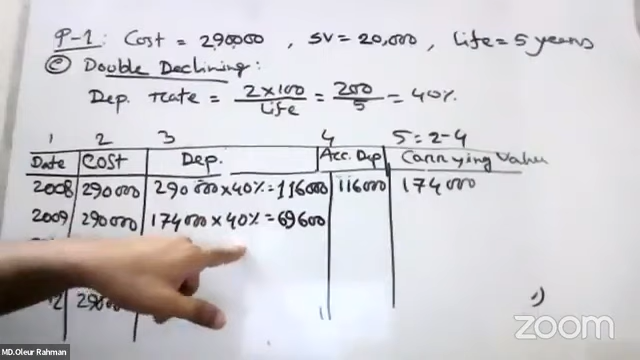 P-1: Cost = 290000, SV = 20,000, Life = 5 years
C Double Declining:
Dep. rate = 2×100/Life = 200/5 = 40%
1 2 3 4 5 = 2-4
Date Cost Dep. Acc. Dep Carrying Value
2008 290000 290000×40% = 116000 116000 174000
2009 290000 174000×40% = 69600
12 290000
zoom
MD.Oleur Rahman